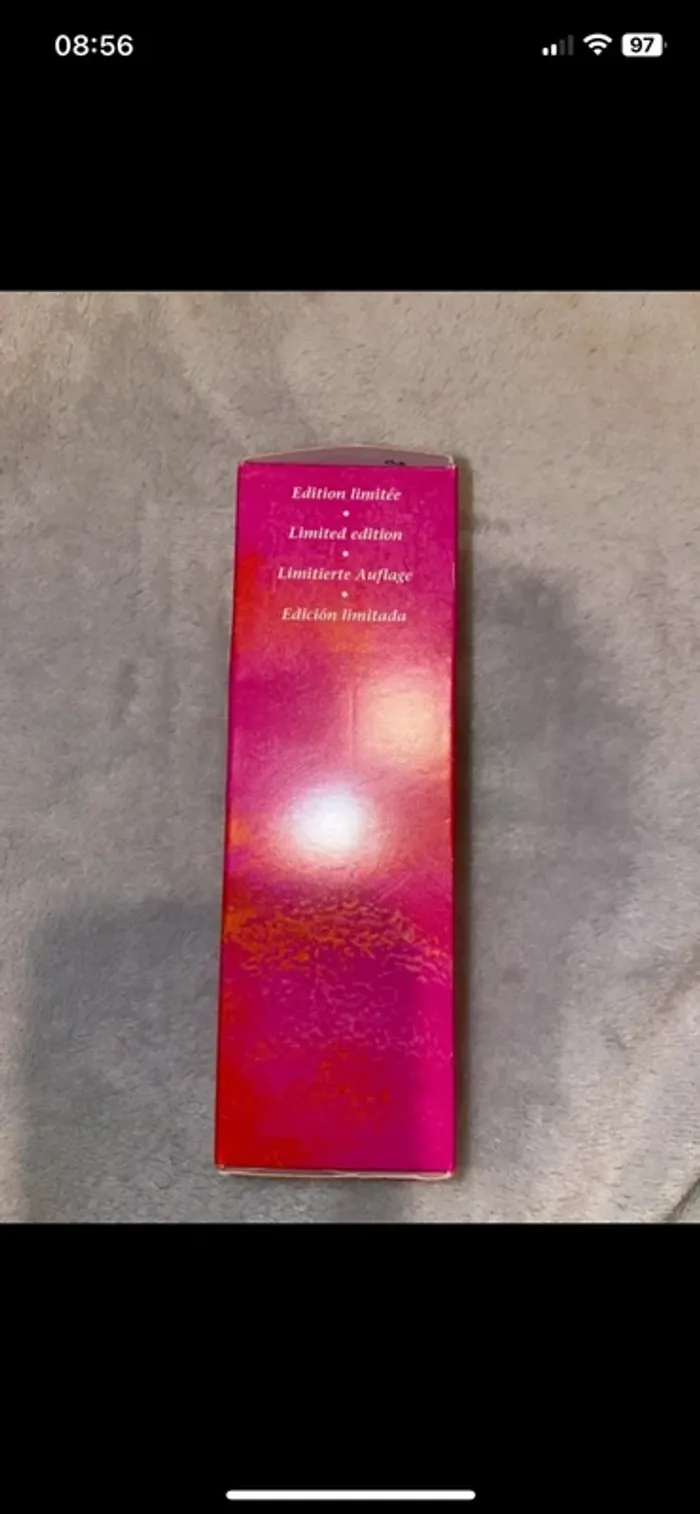 08:56
97
Edition limitée
•
Limited edition
•
Limitierte Auflage
•
Edición limitada